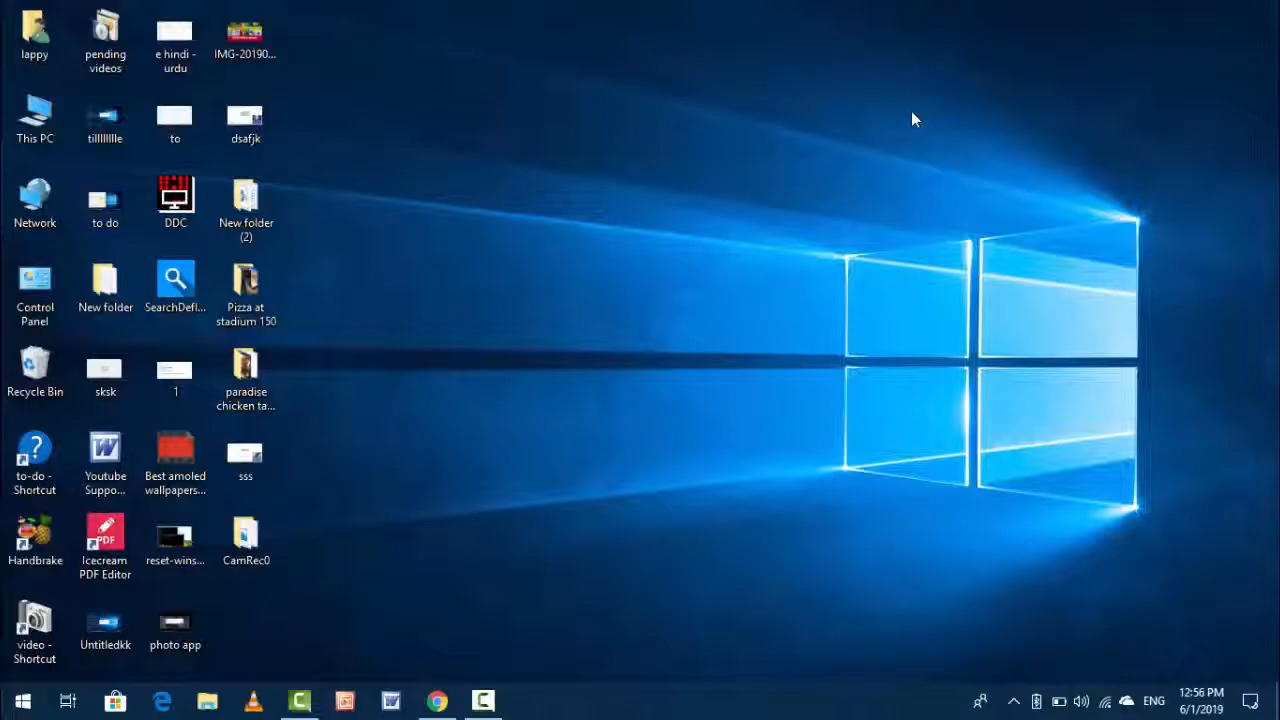 lappy
pending
videos
e hindi -
urdu
IMG-20190...
This PC
tillllllllle
to
dsafjk
Network
to do
DDC
New folder
(2)
Control
Panel
New folder
SearchDefl...
Pizza at
stadium 150
Recycle Bin
sksk
1
paradise
chicken ta...
to-do -
Shortcut
Youtube
Suppo...
Best amoled
wallpapers...
sss
Handbrake
PDF
Icecream
PDF Editor
reset-wins...
CamRec0
video -
Shortcut
Untitledkk
photo app
ENG
12:56 PM
6/1/2019